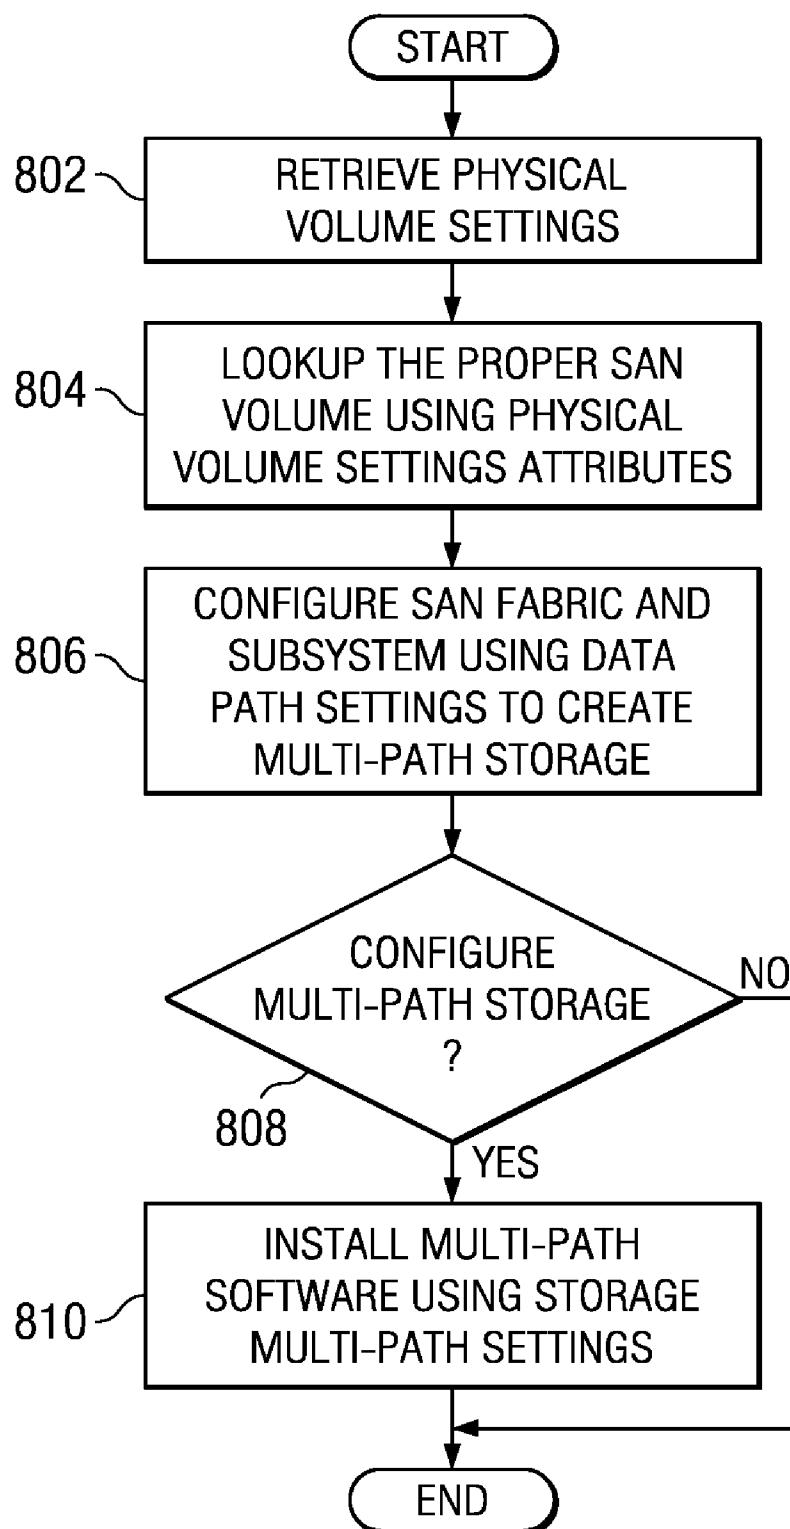 START
802
RETRIEVE PHYSICAL
VOLUME SETTINGS
804
LOOKUP THE PROPER SAN
VOLUME USING PHYSICAL
VOLUME SETTINGS ATTRIBUTES
806
CONFIGURE SAN FABRIC AND
SUBSYSTEM USING DATA
PATH SETTINGS TO CREATE
MULTI-PATH STORAGE
CONFIGURE
MULTI-PATH STORAGE
?
NO
808
YES
810
INSTALL MULTI-PATH
SOFTWARE USING STORAGE
MULTI-PATH SETTINGS
END